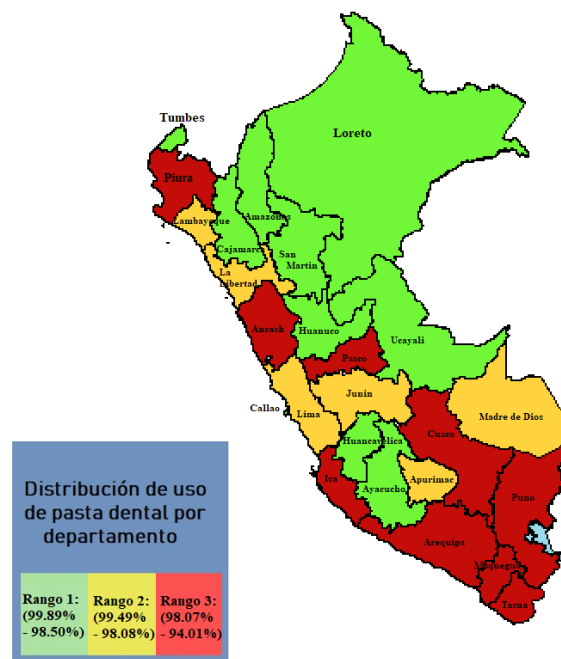 Tumbes
Loreto
Piura
Lambayeque
Amazonas
Cajamarca
San
Martin
La
Libertad
Ancash
Huanuco
Ucayali
Pasco
Junin
Callao
Lima
Madre de Dios
Cusco
Huancavelica
Ica
Apurimac
Ayacucho
Puno
Arequipa
Moquegua
Tacna
Distribución de uso
de pasta dental por
departamento
Rango 1:
(99.89%
- 98.50%)
Rango 2:
(99.49%
- 98.08%)
Rango 3:
(98.07%
- 94.01%)